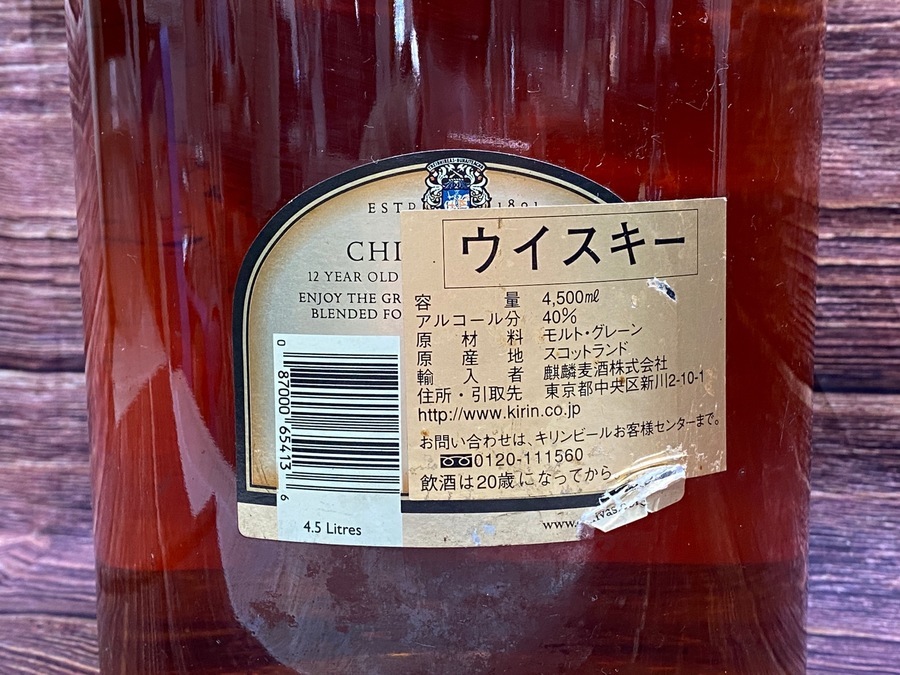 ESTD 1801
CHI
12 YEAR OLD
ENJOY THE GR
BLENDED FO
0 87000 65413 6
4.5 Litres
www.
ウイスキー
容量 4,500㎖
アルコール分 40%
原材料 モルト・グレーン
原産地 スコットランド
輸入者 麒麟麦酒株式会社
住所・引取先 東京都中央区新川2-10-1
http://www.kirin.co.jp
お問い合わせは、キリンビールお客様センターまで。
0120-111560
飲酒は20歳になってから